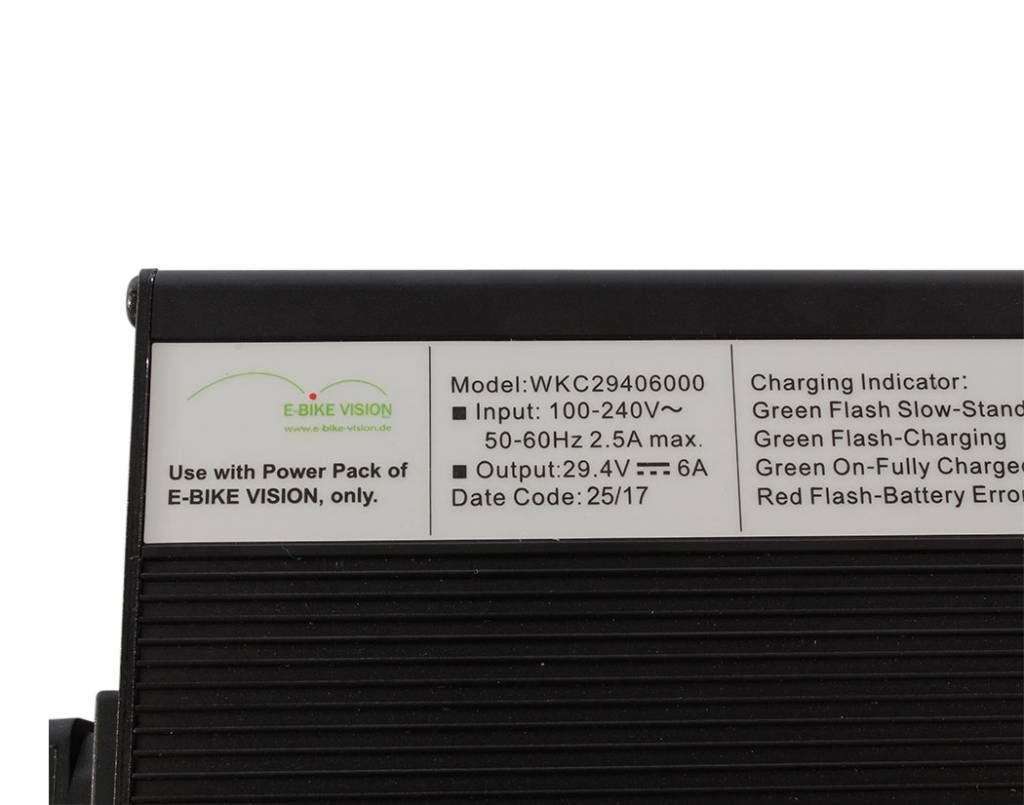 E-BIKE VISION
www.e-bike-vision.de
Use with Power Pack of
E-BIKE VISION, only.
Model:WKC29406000
■ Input: 100-240V～
50-60Hz 2.5A max.
■ Output:29.4V ⎓ 6A
Date Code: 25/17
Charging Indicator:
Green Flash Slow-Stand
Green Flash-Charging
Green On-Fully Charged
Red Flash-Battery Error